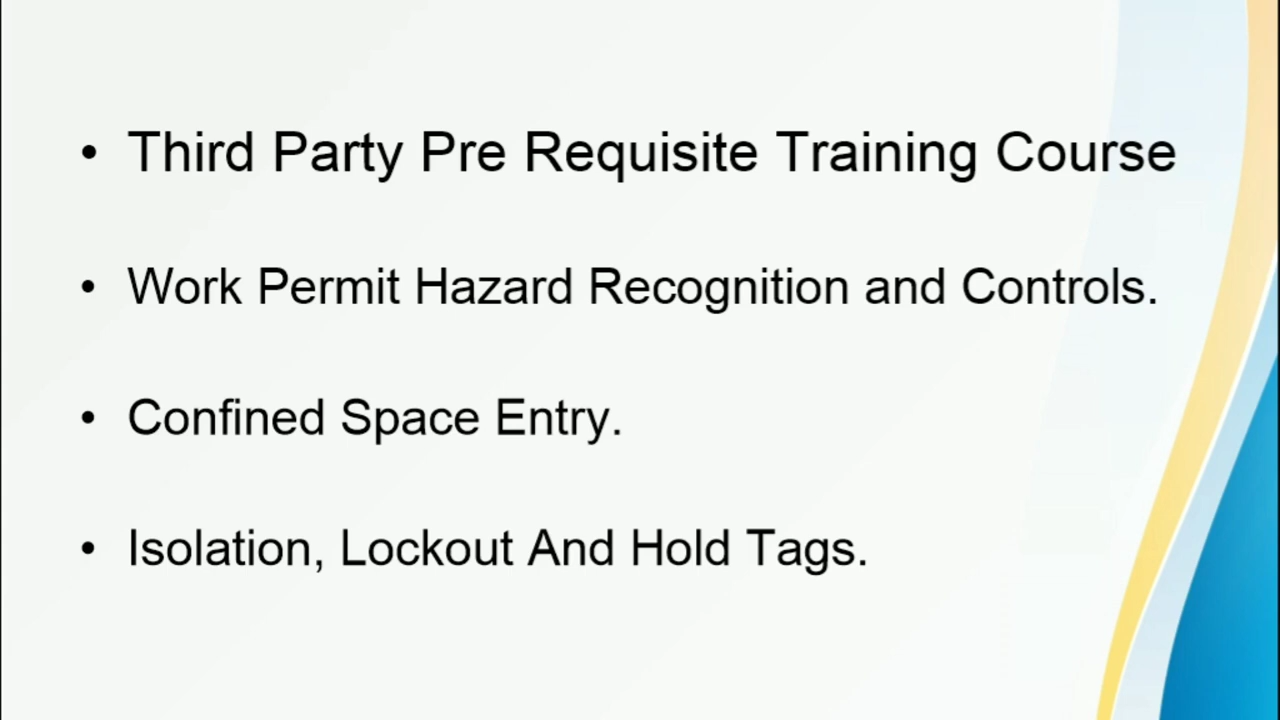 • Third Party Pre Requisite Training Course
• Work Permit Hazard Recognition and Controls.
• Confined Space Entry.
• Isolation, Lockout And Hold Tags.